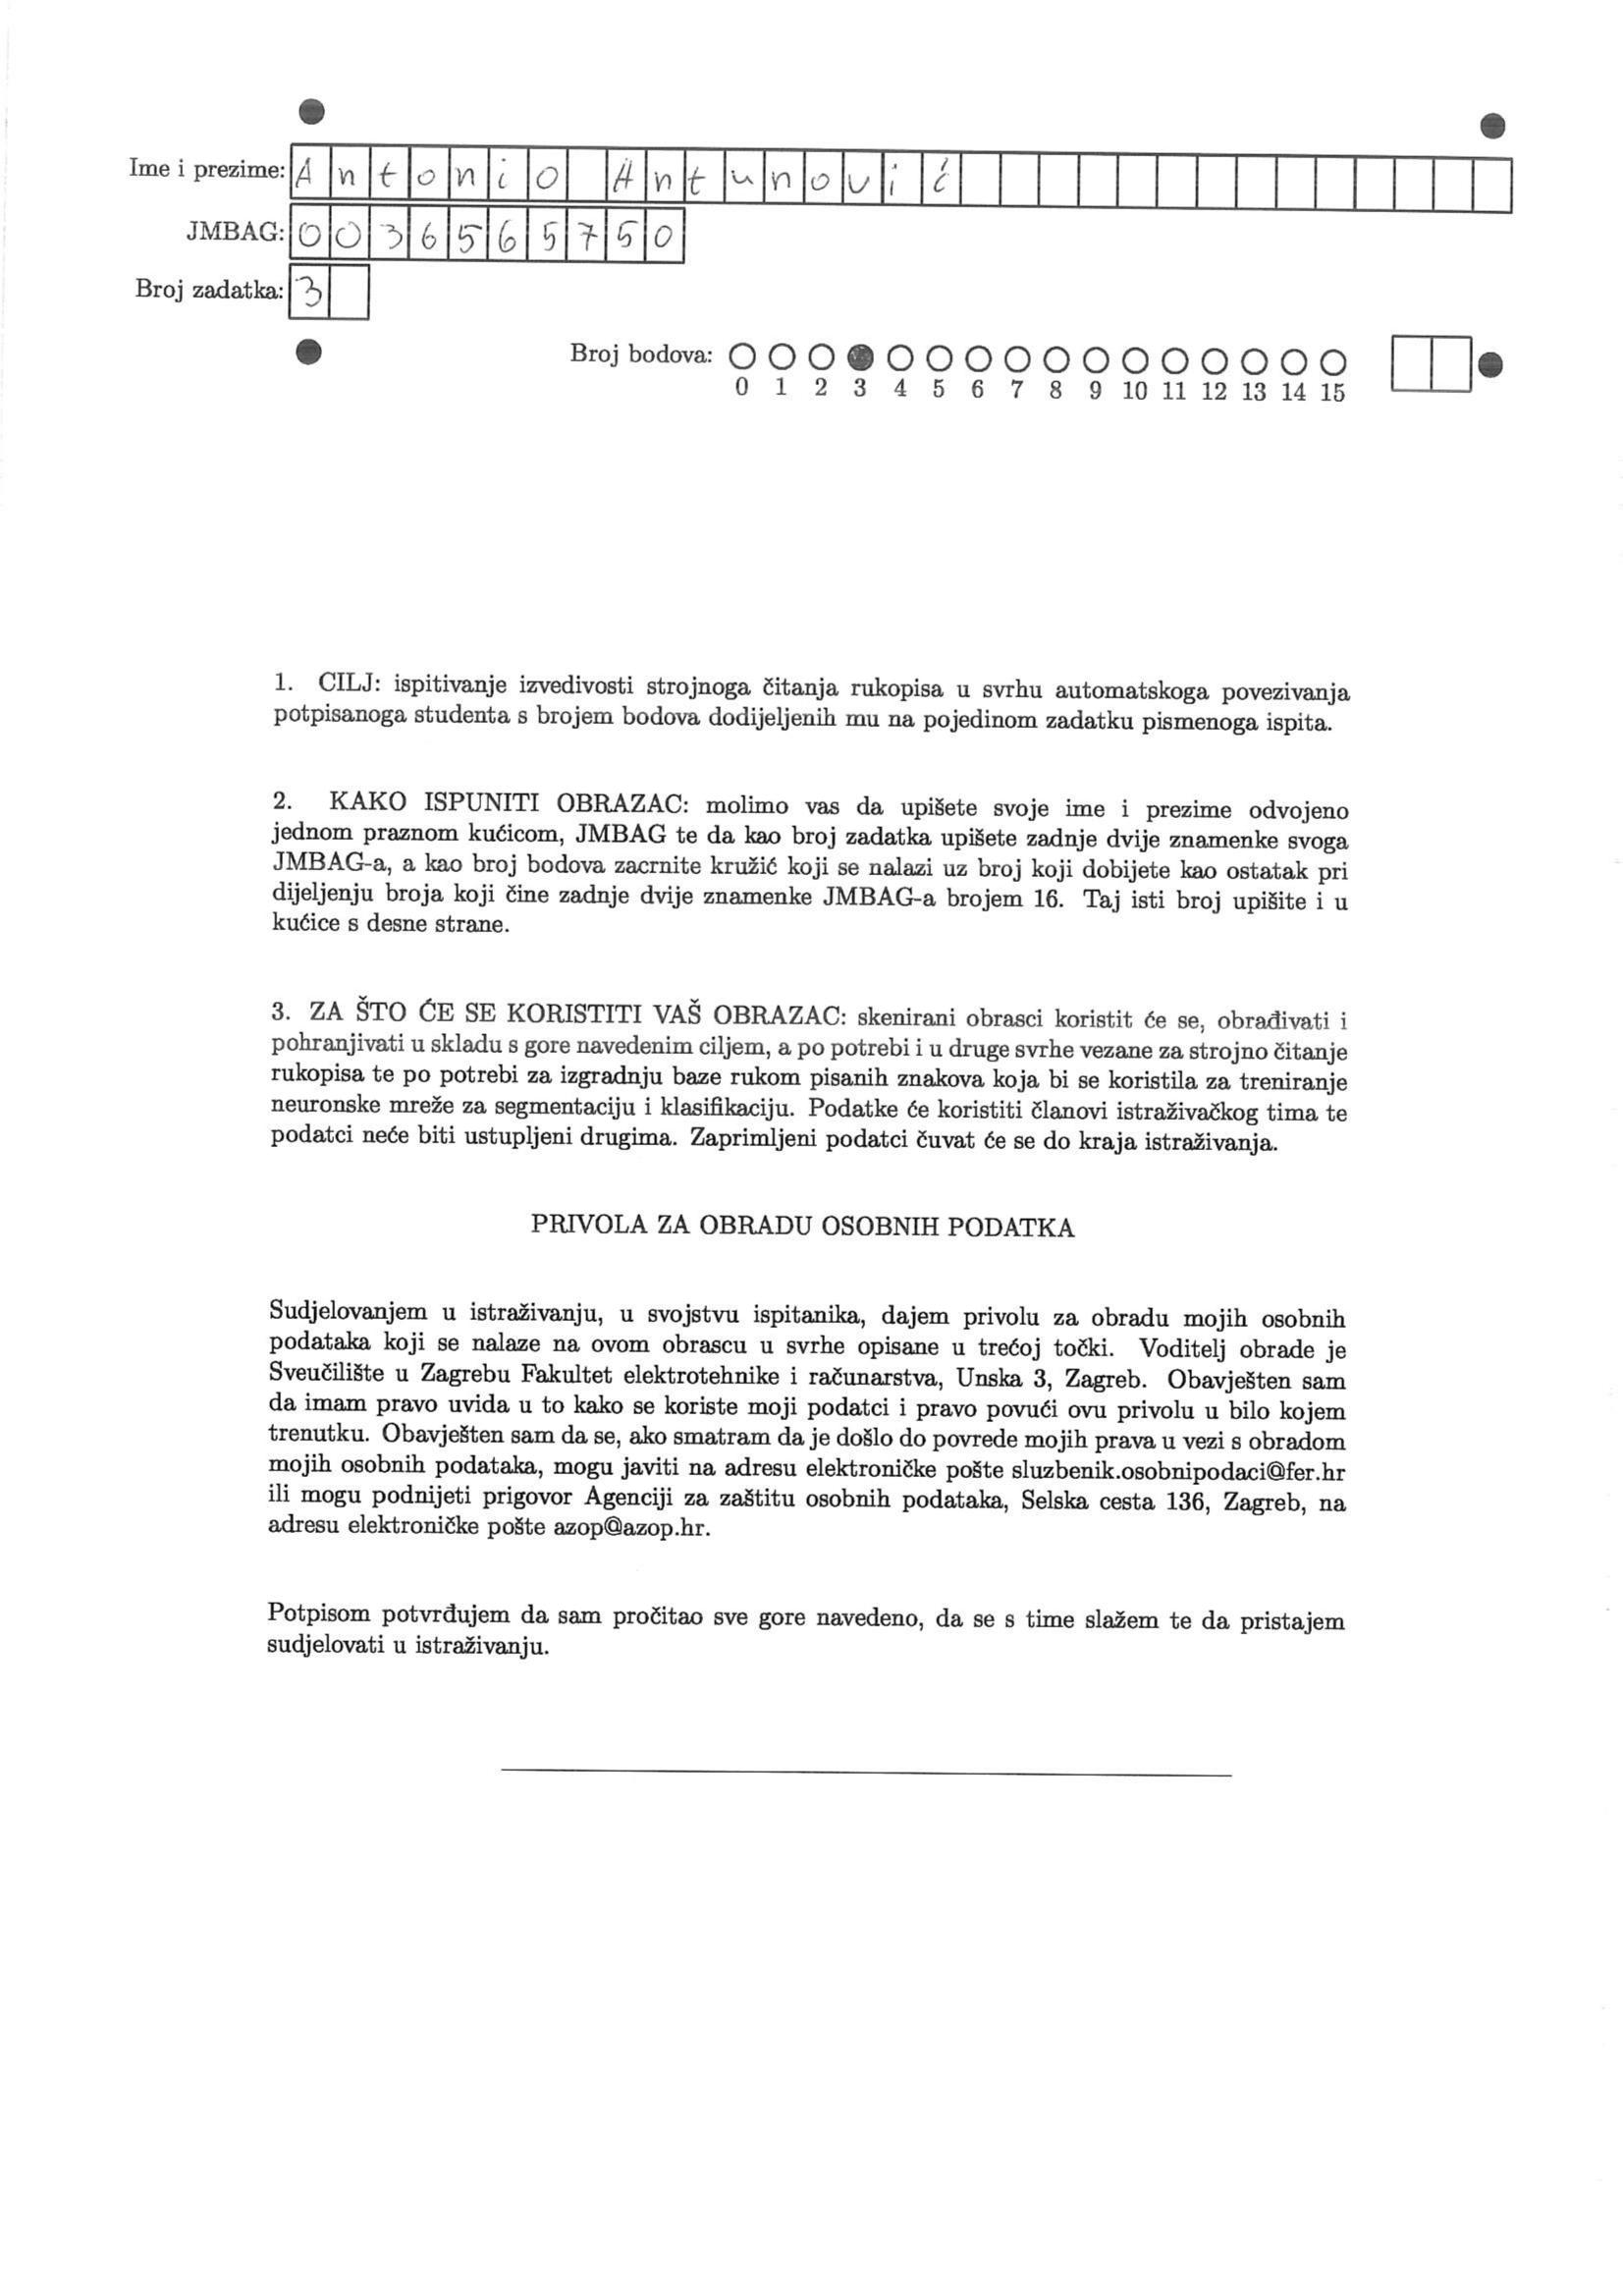 Ime i prezime: Antonio Antunović
JMBAG: 0036565750
Broj zadatka: 3
Broj bodova:
0 1 2 3 4 5 6 7 8 9 10 11 12 13 14 15
1. CILJ: ispitivanje izvedivosti strojnoga čitanja rukopisa u svrhu automatskoga povezivanja
potpisanoga studenta s brojem bodova dodijeljenih mu na pojedinom zadatku pismenoga ispita.
2. KAKO ISPUNITI OBRAZAC: molimo vas da upišete svoje ime i prezime odvojeno
jednom praznom kućicom, JMBAG te da kao broj zadatka upišete zadnje dvije znamenke svoga
JMBAG-a, a kao broj bodova zacrnite kružić koji se nalazi uz broj koji dobijete kao ostatak pri
dijeljenju broja koji čine zadnje dvije znamenke JMBAG-a brojem 16. Taj isti broj upišite i u
kućice s desne strane.
3. ZA ŠTO ĆE SE KORISTITI VAŠ OBRAZAC: skenirani obrasci koristit će se, obrađivati i
pohranjivati u skladu s gore navedenim ciljem, a po potrebi i u druge svrhe vezane za strojno čitanje
rukopisa te po potrebi za izgradnju baze rukom pisanih znakova koja bi se koristila za treniranje
neuronske mreže za segmentaciju i klasifikaciju. Podatke će koristiti članovi istraživačkog tima te
podatci neće biti ustupljeni drugima. Zaprimljeni podatci čuvat će se do kraja istraživanja.
PRIVOLA ZA OBRADU OSOBNIH PODATKA
Sudjelovanjem u istraživanju, u svojstvu ispitanika, dajem privolu za obradu mojih osobnih
podataka koji se nalaze na ovom obrascu u svrhe opisane u trećoj točki. Voditelj obrade je
Sveučilište u Zagrebu Fakultet elektrotehnike i računarstva, Unska 3, Zagreb. Obavješten sam
da imam pravo uvida u to kako se koriste moji podatci i pravo povući ovu privolu u bilo kojem
trenutku. Obavješten sam da se, ako smatram da je došlo do povrede mojih prava u vezi s obradom
mojih osobnih podataka, mogu javiti na adresu elektroničke pošte sluzbenik.osobnipodaci@fer.hr
ili mogu podnijeti prigovor Agenciji za zaštitu osobnih podataka, Selska cesta 136, Zagreb, na
adresu elektroničke pošte azop@azop.hr.
Potpisom potvrđujem da sam pročitao sve gore navedeno, da se s time slažem te da pristajem
sudjelovati u istraživanju.